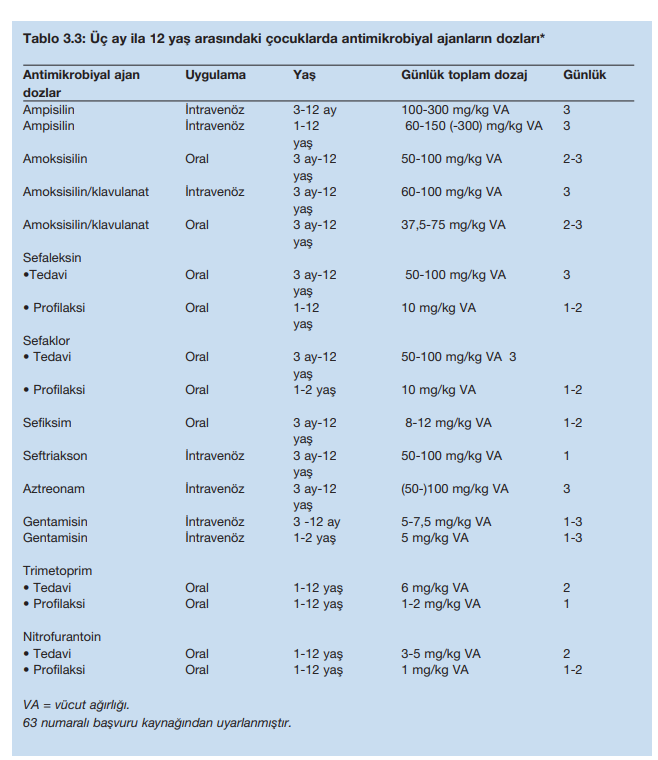 Tablo 3.3: Üç ay ila 12 yaş arasındaki çocuklarda antimikrobiyal ajanların dozları*
Antimikrobiyal ajan Uygulama Yaş Günlük toplam dozaj Günlük
dozlar
Ampisilin İntravenöz 3-12 ay 100-300 mg/kg VA 3
Ampisilin İntravenöz 1-12 60-150 (-300) mg/kg VA 3
yaş
Amoksisilin Oral 3 ay-12 50-100 mg/kg VA 2-3
yaş
Amoksisilin/klavulanat İntravenöz 3 ay-12 60-100 mg/kg VA 3
yaş
Amoksisilin/klavulanat Oral 3 ay-12 37,5-75 mg/kg VA 2-3
yaş
Sefaleksin
•Tedavi Oral 3 ay-12 50-100 mg/kg VA 3
yaş
• Profilaksi Oral 1-12 10 mg/kg VA 1-2
yaş
Sefaklor
• Tedavi Oral 3 ay-12 50-100 mg/kg VA 3
yaş
• Profilaksi Oral 1-2 yaş 10 mg/kg VA 1-2
Sefiksim Oral 3 ay-12 8-12 mg/kg VA 1-2
yaş
Seftriakson İntravenöz 3 ay-12 50-100 mg/kg VA 1
yaş
Aztreonam İntravenöz 3 ay-12 (50-)100 mg/kg VA 3
yaş
Gentamisin İntravenöz 3 -12 ay 5-7,5 mg/kg VA 1-3
Gentamisin İntravenöz 1-2 yaş 5 mg/kg VA 1-3
Trimetoprim
• Tedavi Oral 1-12 yaş 6 mg/kg VA 2
• Profilaksi Oral 1-12 yaş 1-2 mg/kg VA 1
Nitrofurantoin
• Tedavi Oral 1-12 yaş 3-5 mg/kg VA 2
• Profilaksi Oral 1-12 yaş 1 mg/kg VA 1-2
VA = vücut ağırlığı.
63 numaralı başvuru kaynağından uyarlanmıştır.